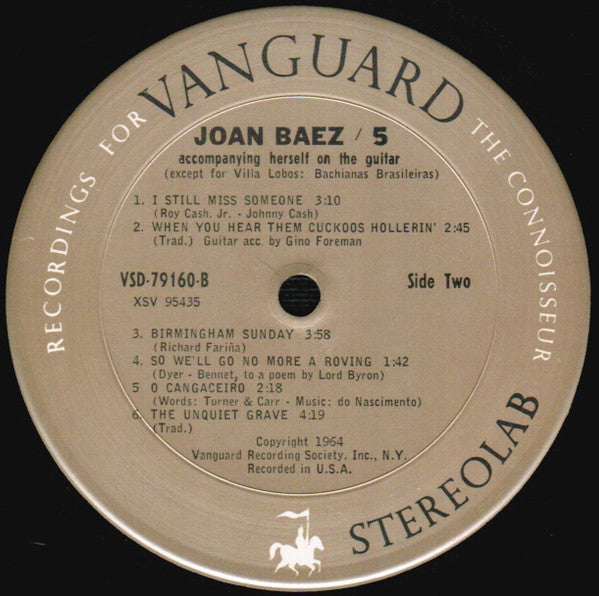 RECORDINGS FOR VANGUARD THE CONNOISSEUR
JOAN BAEZ / 5
accompanying herself on the guitar
(except for Villa Lobos: Bachianas Brasileiras)
1. I STILL MISS SOMEONE 3:10
(Roy Cash, Jr. - Johnny Cash)
2. WHEN YOU HEAR THEM CUCKOOS HOLLERIN' 2:45
(Trad.) Guitar acc. by Gino Foreman
VSD-79160-B Side Two
XSV 95435
3. BIRMINGHAM SUNDAY 3:58
(Richard Fariña)
4. SO WE'LL GO NO MORE A ROVING 1:42
(Dyer - Bennet, to a poem by Lord Byron)
5 O CANGACEIRO 2:18
(Words: Turner & Carr - Music: do Nascimento)
6. THE UNQUIET GRAVE 4:19
(Trad.)
Copyright 1964
Vanguard Recording Society, Inc., N.Y.
Recorded in U.S.A.
STEREOLAB